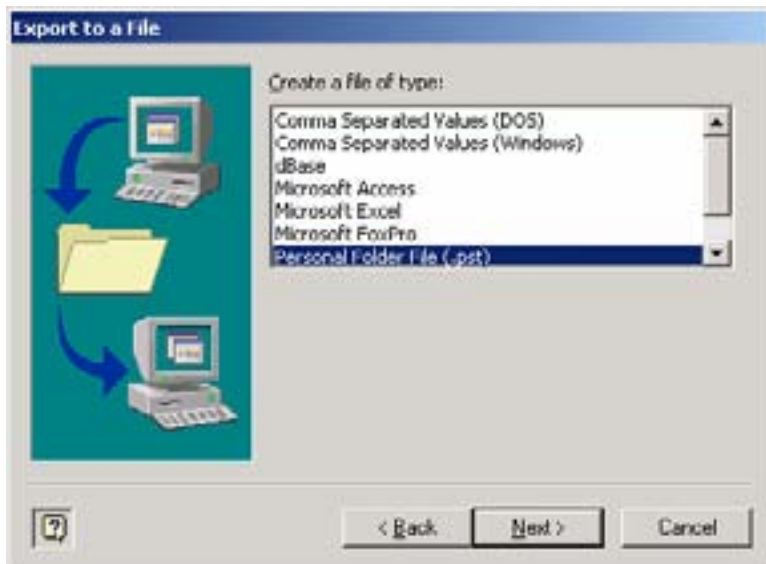 Export to a File
Create a file of type:
Comma Separated Values (DOS)
Comma Separated Values (Windows)
dBase
Microsoft Access
Microsoft Excel
Microsoft FoxPro
Personal Folder File (.pst)
< Back Next > Cancel